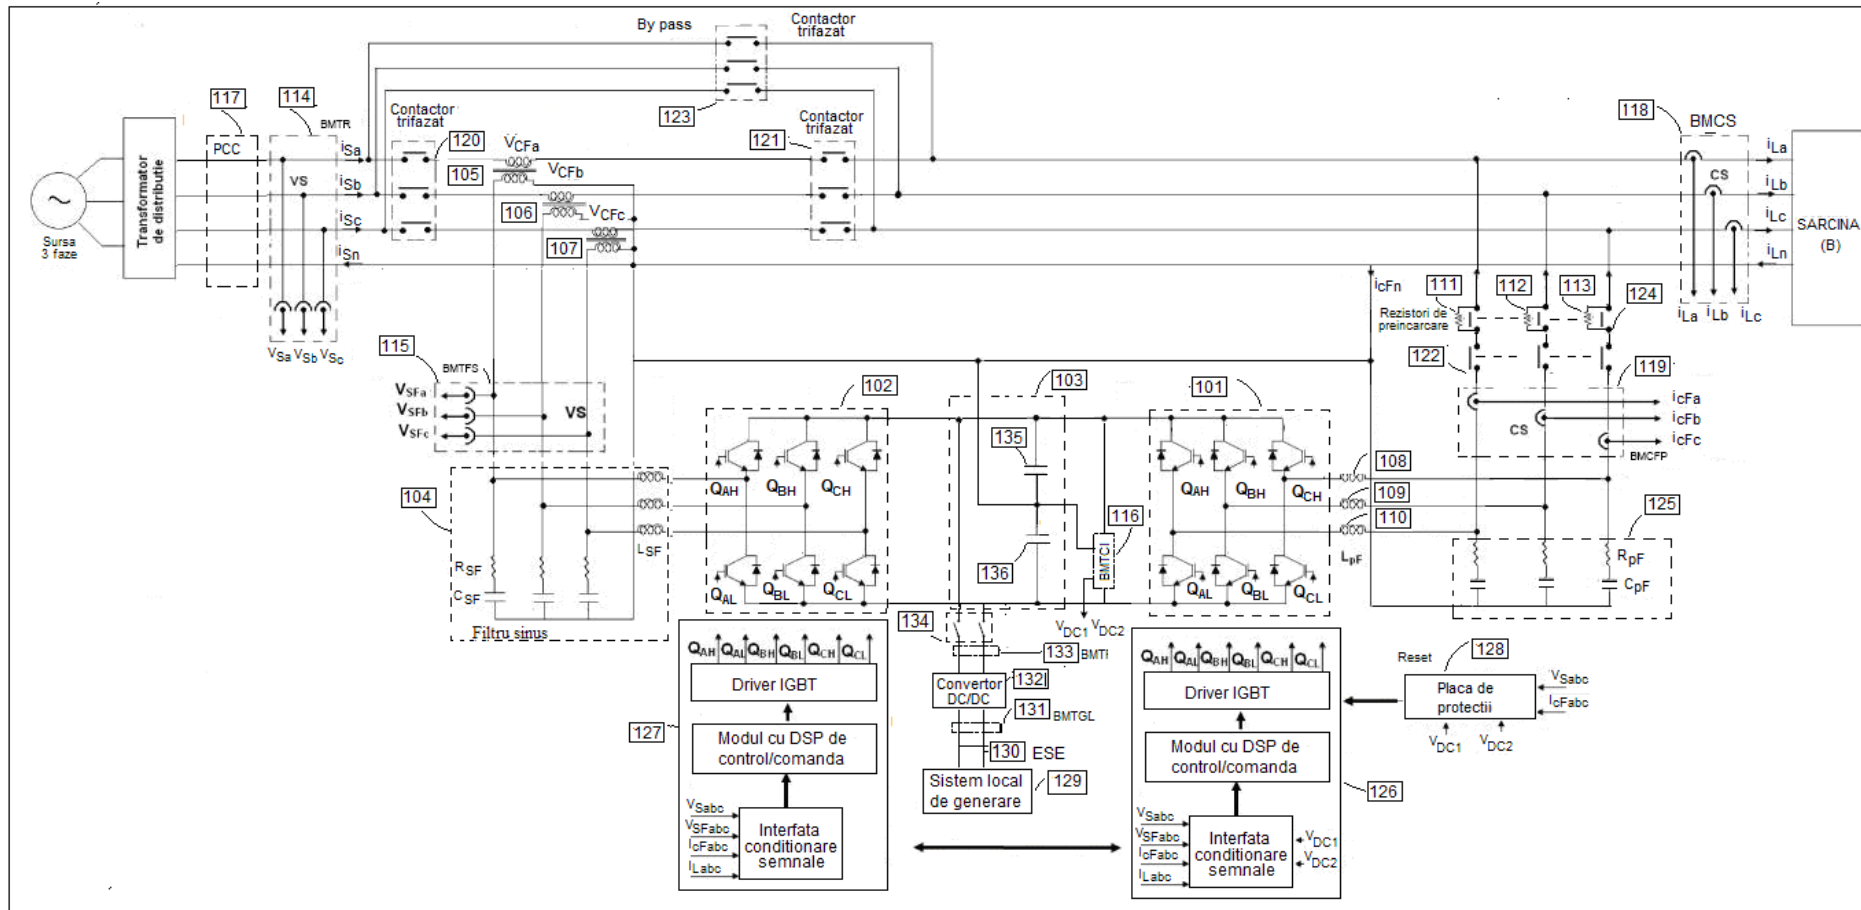 By pass
Contactor
trifazat
123
117
114
BMTR
Contactor
trifazat
120
Contactor
trifazat
121
118
BMCS
Sursa
3 faze
Transformator
de distributie
PCC
VS
iSa
iSb
iSc
iSn
VCFa
VCFb
VCFc
105
106
107
CS
iLa
iLb
iLc
iLn
SARCINA
(B)
VSa VSb VSc
icFn
111
112
113
124
Rezistori de
preincarcare
iLa iLb iLc
115
BMTFS
VSFa
VSFb
VSFc
VS
122
119
icFa
icFb
icFc
CS
BMCFP
102
103
101
135
136
116
BMTCI
QAH QBH QCH
QAL QBL QCL
QAH QBH QCH
QAL QBL QCL
108
109
110
LpF
125
RpF
CpF
104
LSF
RSF
CSF
Filtru sinus
VDC1 VDC2
134
133
Convertor
DC/DC
132
131 BMTGL
130 ESE
Sistem local
de generare
129
QAH QAL QBH QBL QCH QCL
Driver IGBT
Modul cu DSP de
control/comanda
127
VSabc
VSFabc
IcFabc
ILabc
Interfata
conditionare
semnale
QAH QAL QBH QBL QCH QCL
Driver IGBT
Modul cu DSP de
control/comanda
126
VSabc
VSFabc
IcFabc
ILabc
Interfata
conditionare
semnale
VDC1
VDC2
Reset
128
Placa de
protectii
VSabc
IcFabc
VDC1 VDC2